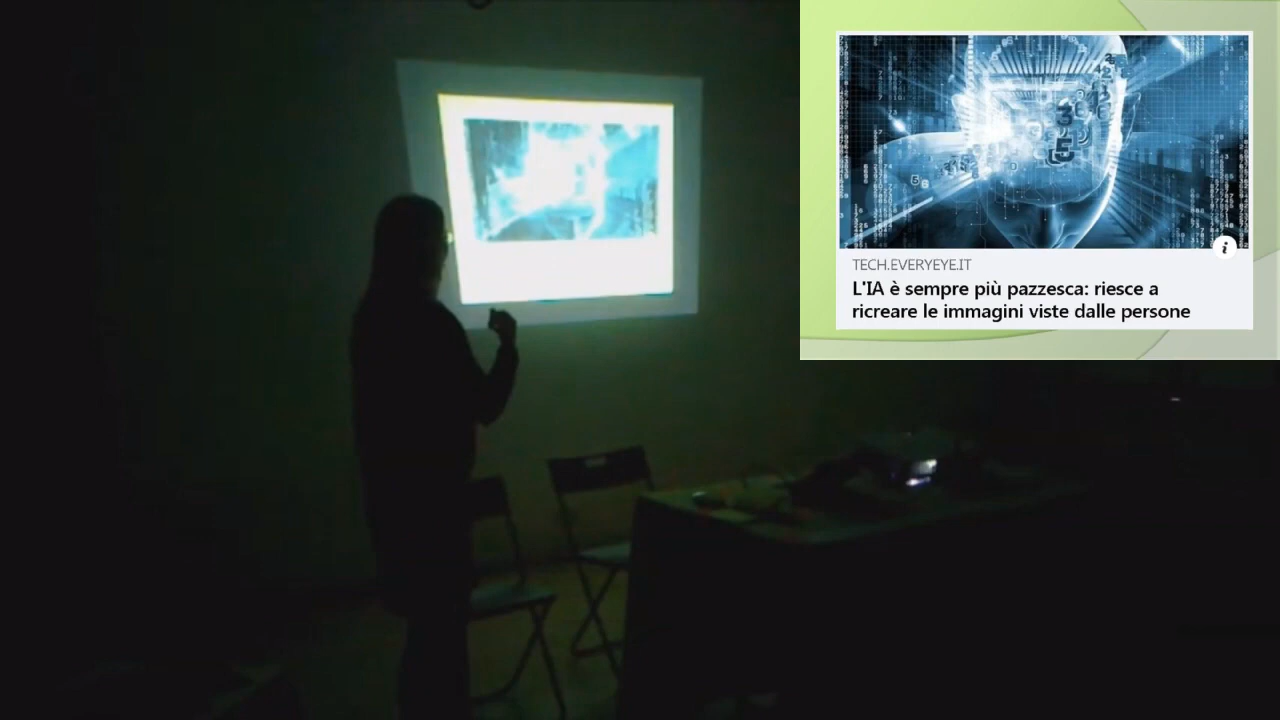 TECH.EVERYEYE.IT
L'IA è sempre più pazzesca: riesce a
ricreare le immagini viste dalle persone